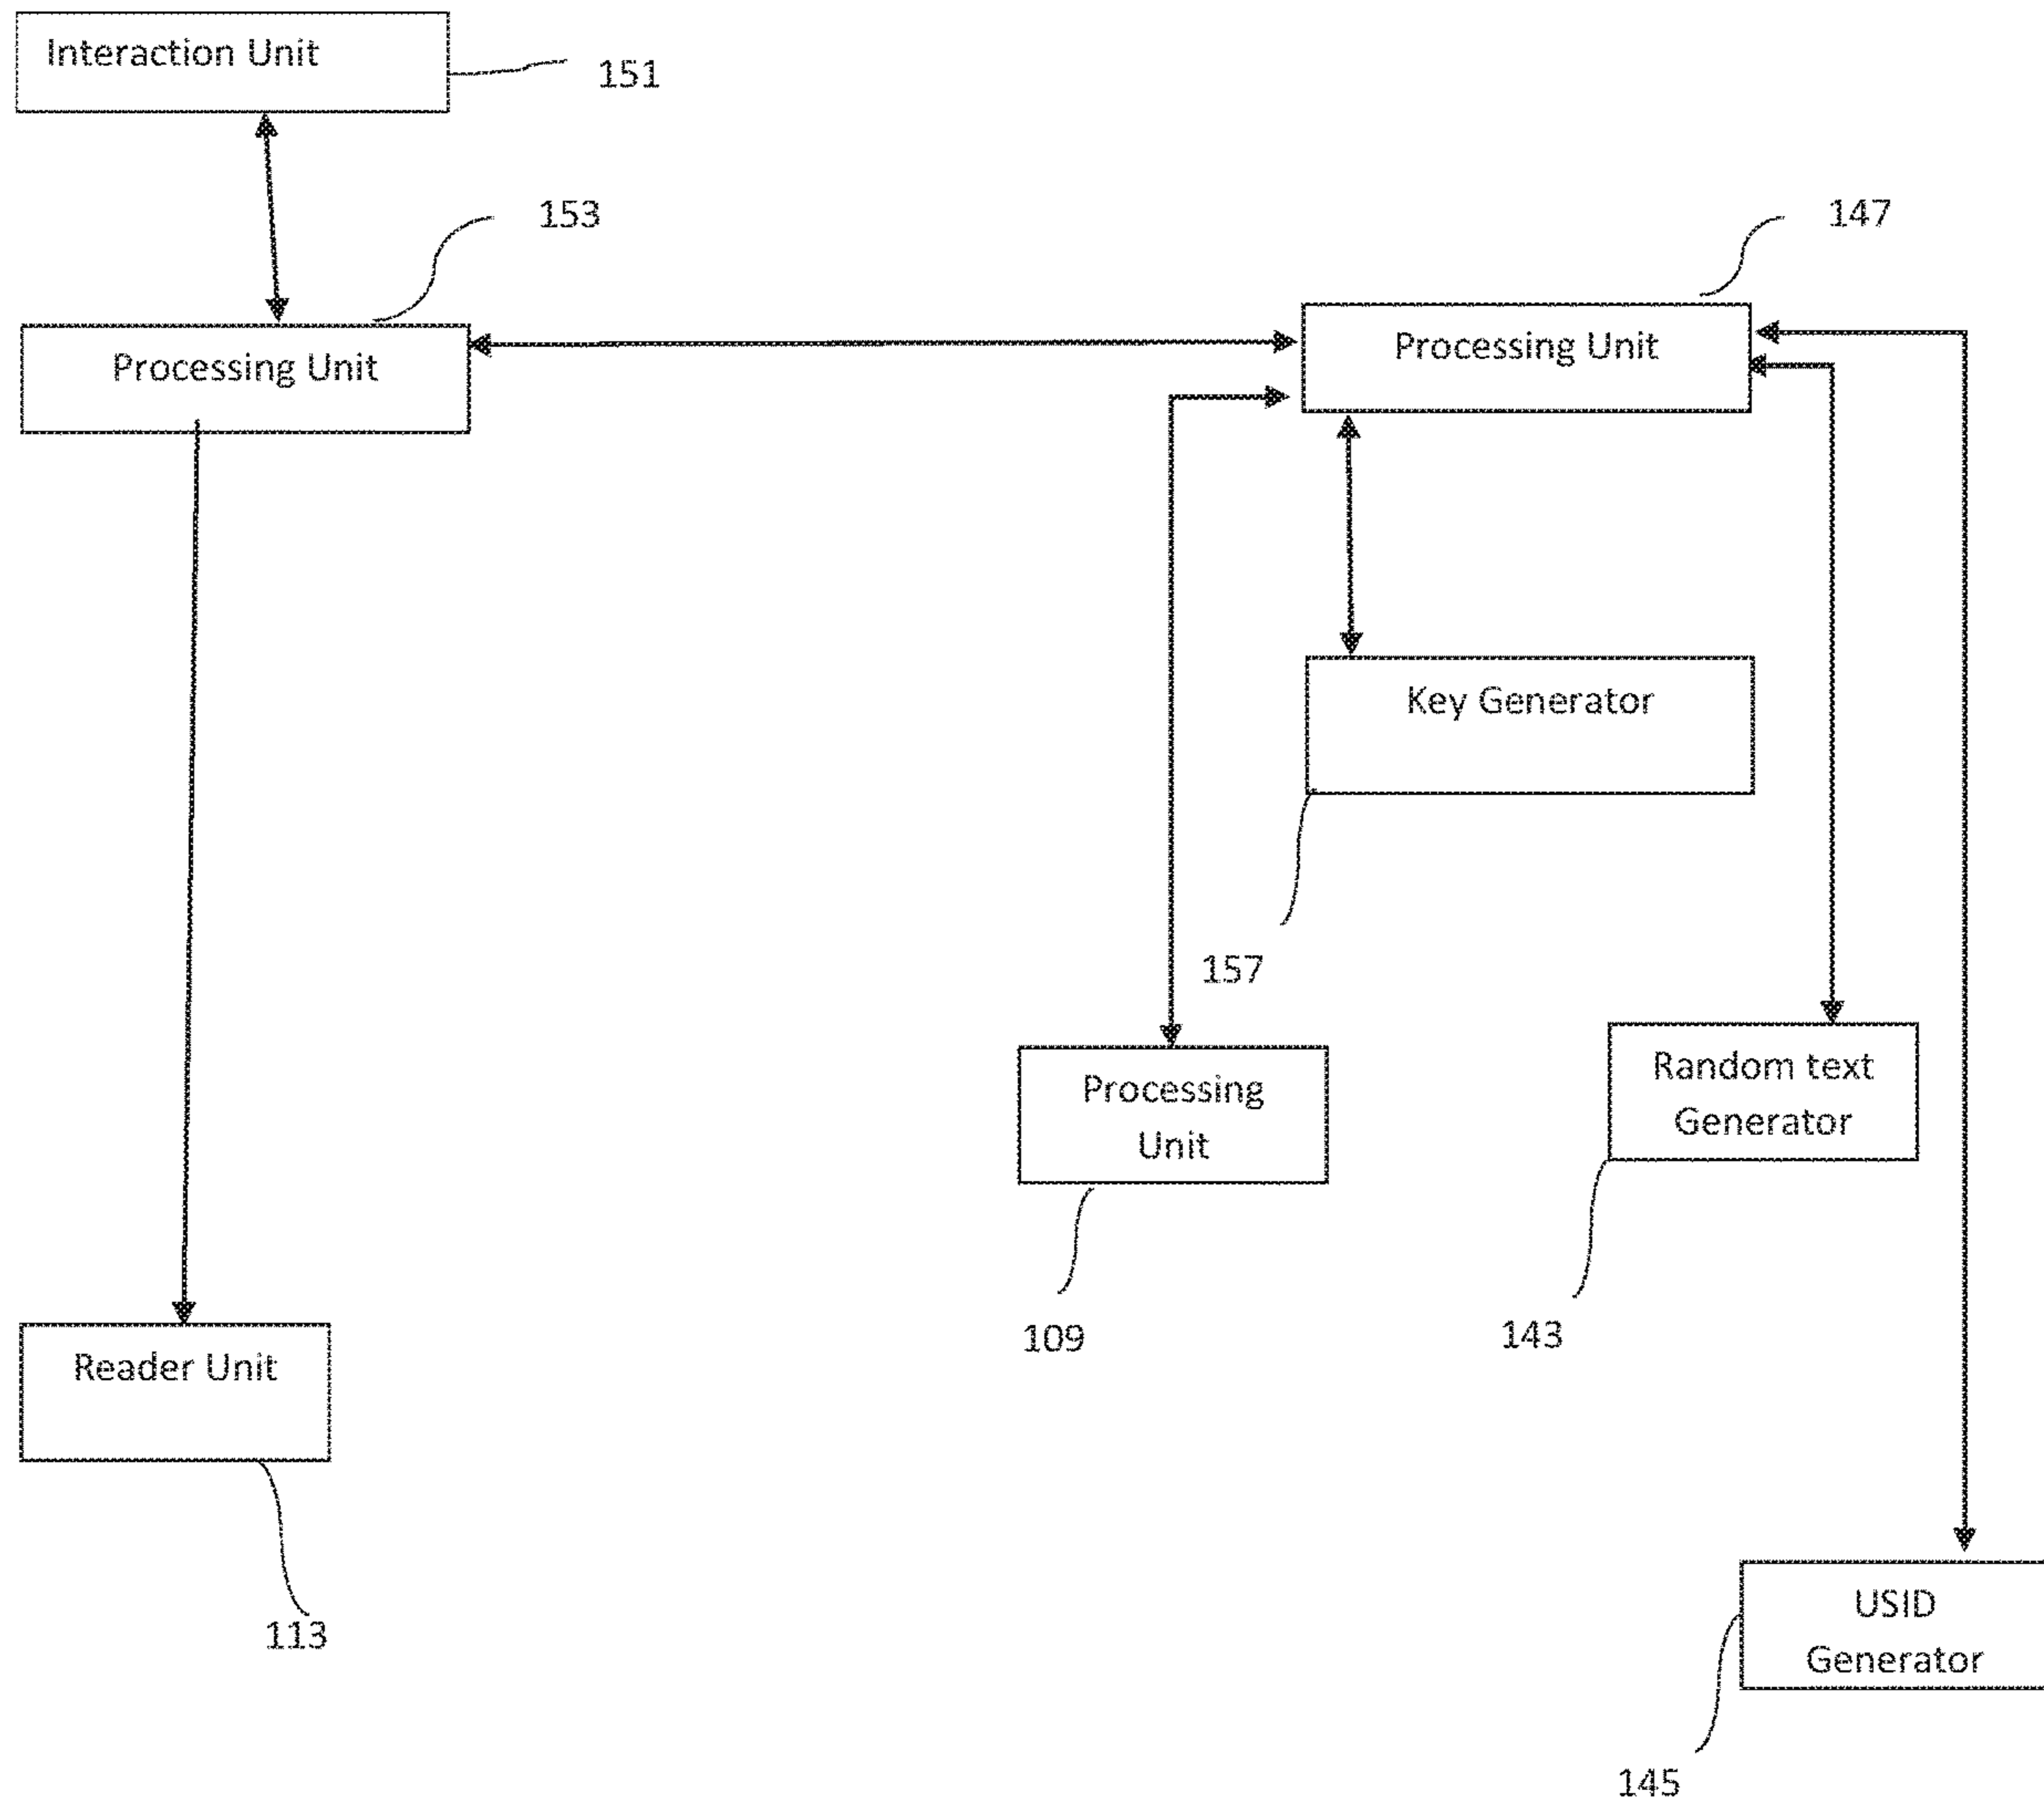 Interaction Unit
151
153
147
Processing Unit
Processing Unit
Key Generator
157
Processing
Unit
Random text
Generator
109
143
Reader Unit
113
USID
Generator
145